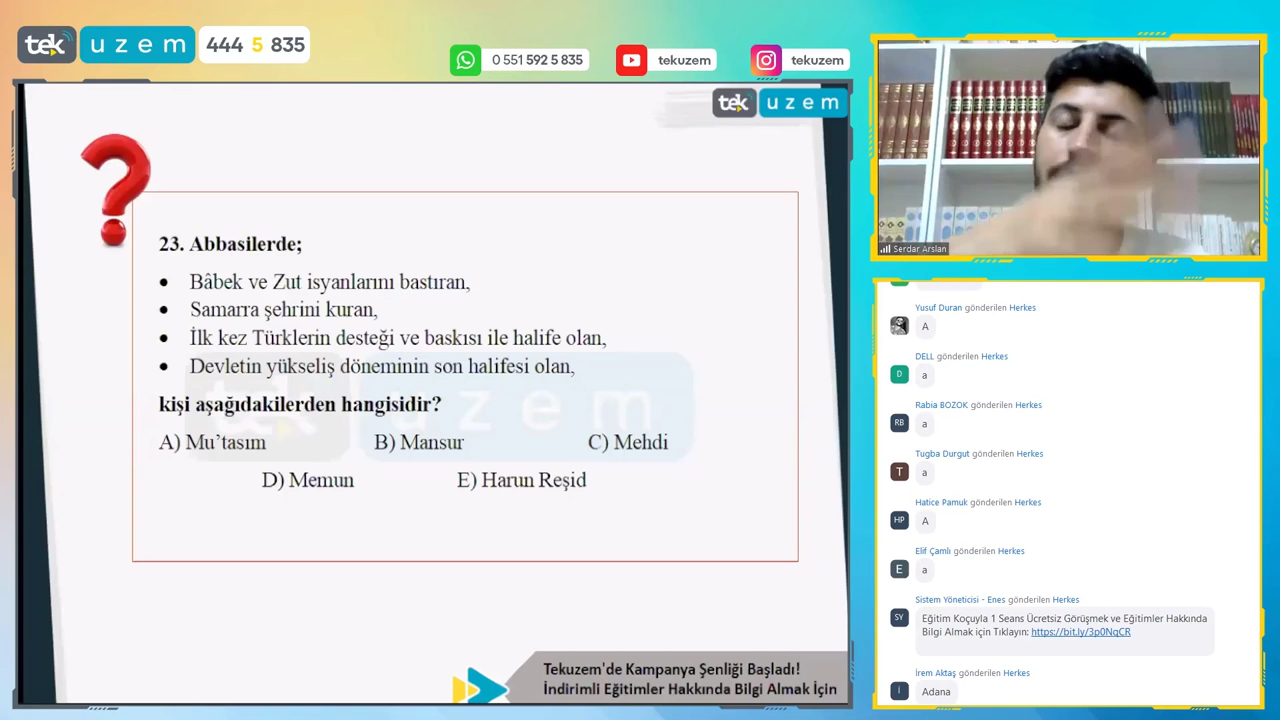 tek uzem 444 5 835
0 551 592 5 835
tekuzem
tekuzem
tek uzem
23. Abbasilerde;
• Bâbek ve Zut isyanlarını bastıran,
• Samarra şehrini kuran,
• İlk kez Türklerin desteği ve baskısı ile halife olan,
• Devletin yükseliş döneminin son halifesi olan,
kişi aşağıdakilerden hangisidir?
A) Mu’tasım B) Mansur C) Mehdi
D) Memun E) Harun Reşid
tek uzem
Tekuzem'de Kampanya Şenliği Başladı!
İndirimli Eğitimler Hakkında Bilgi Almak İçin
Serdar Arslan
Yusuf Duran gönderilen Herkes
A
DELL gönderilen Herkes
D a
Rabia BOZOK gönderilen Herkes
RB a
Tugba Durgut gönderilen Herkes
T a
Hatice Pamuk gönderilen Herkes
HP A
Elif Çamlı gönderilen Herkes
E a
Sistem Yöneticisi - Enes gönderilen Herkes
SY Eğitim Koçuyla 1 Seans Ücretsiz Görüşmek ve Eğitimler Hakkında
Bilgi Almak için Tıklayın: https://bit.ly/3p0NqCR
İrem Aktaş gönderilen Herkes
İ Adana